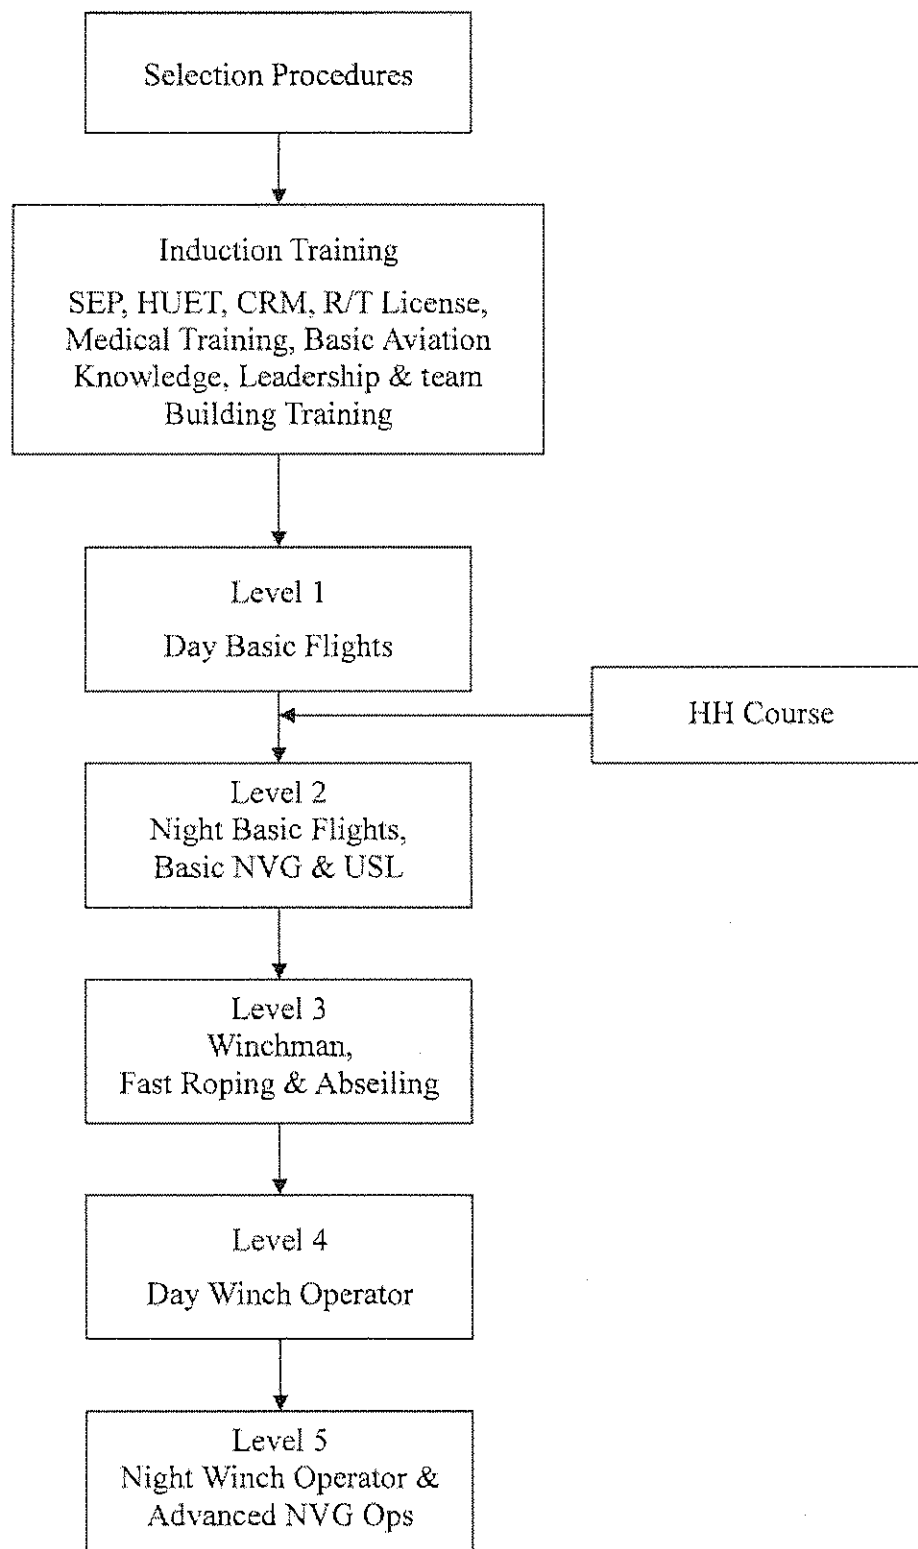 Selection Procedures
Induction Training
SEP, HUET, CRM, R/T License,
Medical Training, Basic Aviation
Knowledge, Leadership & team
Building Training
Level 1
Day Basic Flights
HH Course
Level 2
Night Basic Flights,
Basic NVG & USL
Level 3
Winchman,
Fast Roping & Abseiling
Level 4
Day Winch Operator
Level 5
Night Winch Operator &
Advanced NVG Ops